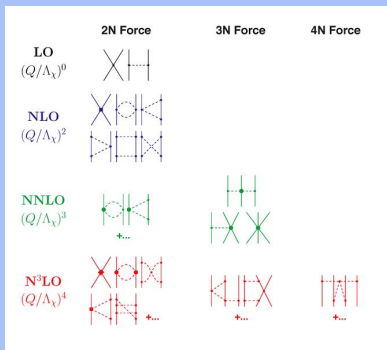 2N Force 3N Force 4N Force
LO
(Q/Λχ)⁰
NLO
(Q/Λχ)²
NNLO
(Q/Λχ)³
+...
N³LO
(Q/Λχ)⁴
+... +... +...